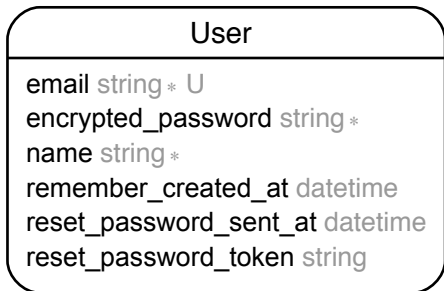 User
email string * U
encrypted_password string *
name string *
remember_created_at datetime
reset_password_sent_at datetime
reset_password_token string